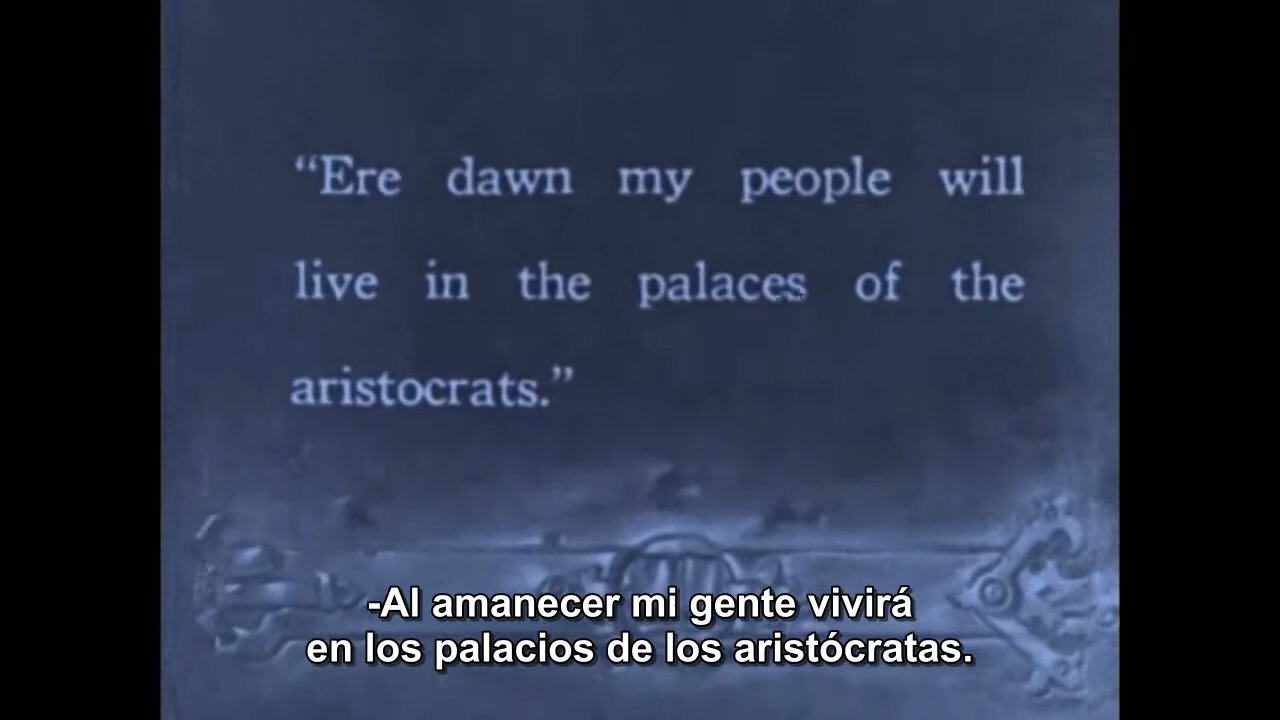 “Ere dawn my people will
live in the palaces of the
aristocrats.”
-Al amanecer mi gente vivirá
en los palacios de los aristócratas.